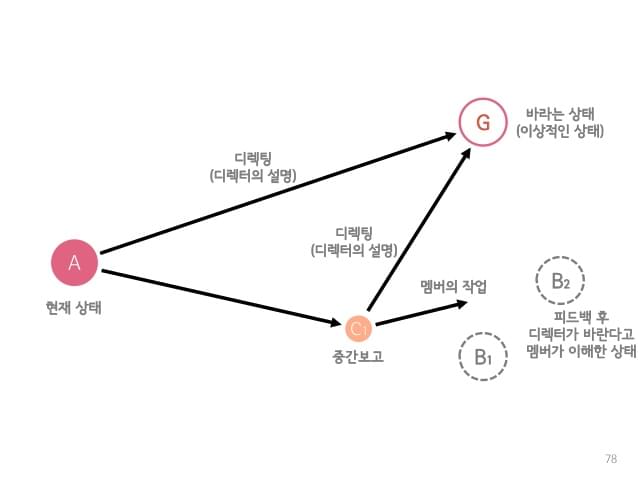 G
바라는 상태
(이상적인 상태)
디렉팅
(디렉터의 설명)
디렉팅
(디렉터의 설명)
A
현재 상태
멤버의 작업
B2
C1
중간보고
피드백 후
디렉터가 바란다고
멤버가 이해한 상태
B1
78